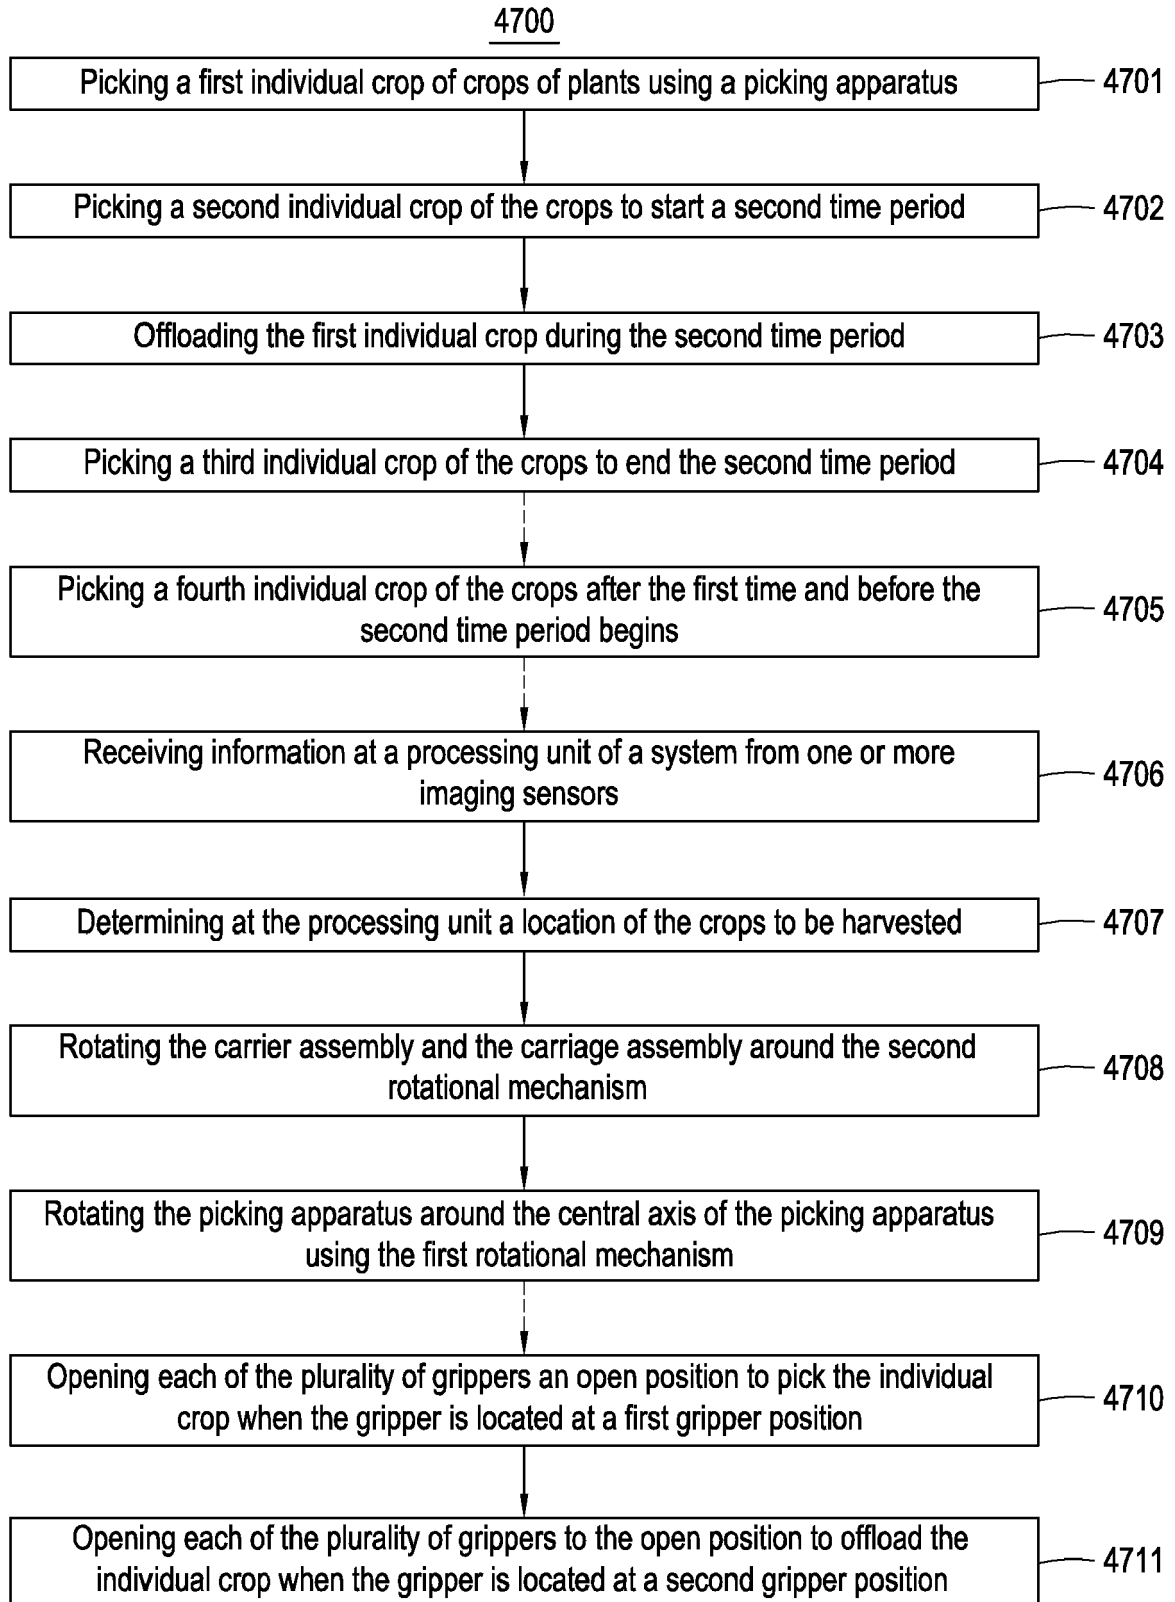 4700
Picking a first individual crop of crops of plants using a picking apparatus
4701
Picking a second individual crop of the crops to start a second time period
4702
Offloading the first individual crop during the second time period
4703
Picking a third individual crop of the crops to end the second time period
4704
Picking a fourth individual crop of the crops after the first time and before the
second time period begins
4705
Receiving information at a processing unit of a system from one or more
imaging sensors
4706
Determining at the processing unit a location of the crops to be harvested
4707
Rotating the carrier assembly and the carriage assembly around the second
rotational mechanism
4708
Rotating the picking apparatus around the central axis of the picking apparatus
using the first rotational mechanism
4709
Opening each of the plurality of grippers an open position to pick the individual
crop when the gripper is located at a first gripper position
4710
Opening each of the plurality of grippers to the open position to offload the
individual crop when the gripper is located at a second gripper position
4711